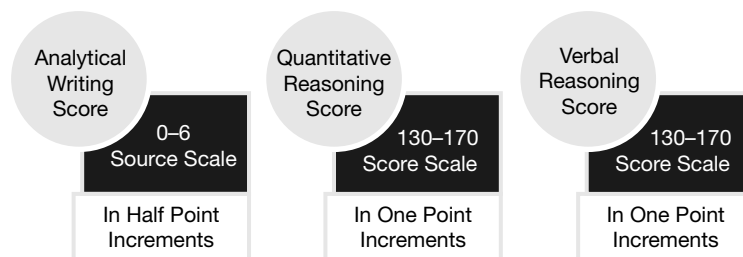 Analytical
Writing
Score
0–6
Source Scale
In Half Point
Increments
Quantitative
Reasoning
Score
130–170
Score Scale
In One Point
Increments
Verbal
Reasoning
Score
130–170
Score Scale
In One Point
Increments